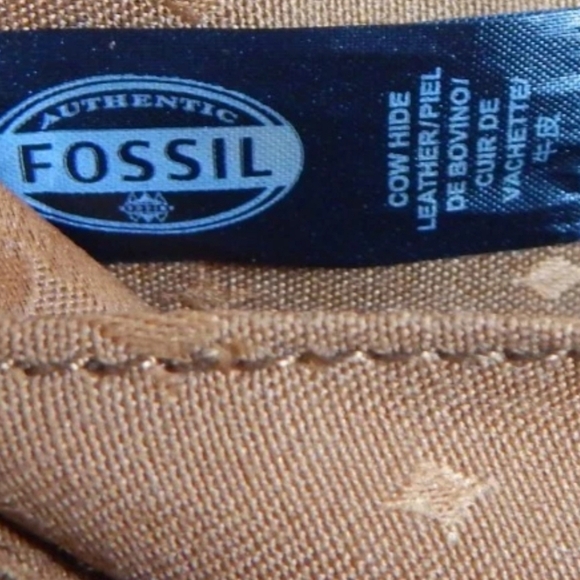 AUTHENTIC
FOSSIL
COW HIDE
LEATHER/PIEL
DE BOVINO/
CUIR DE
VACHETTE/
牛皮